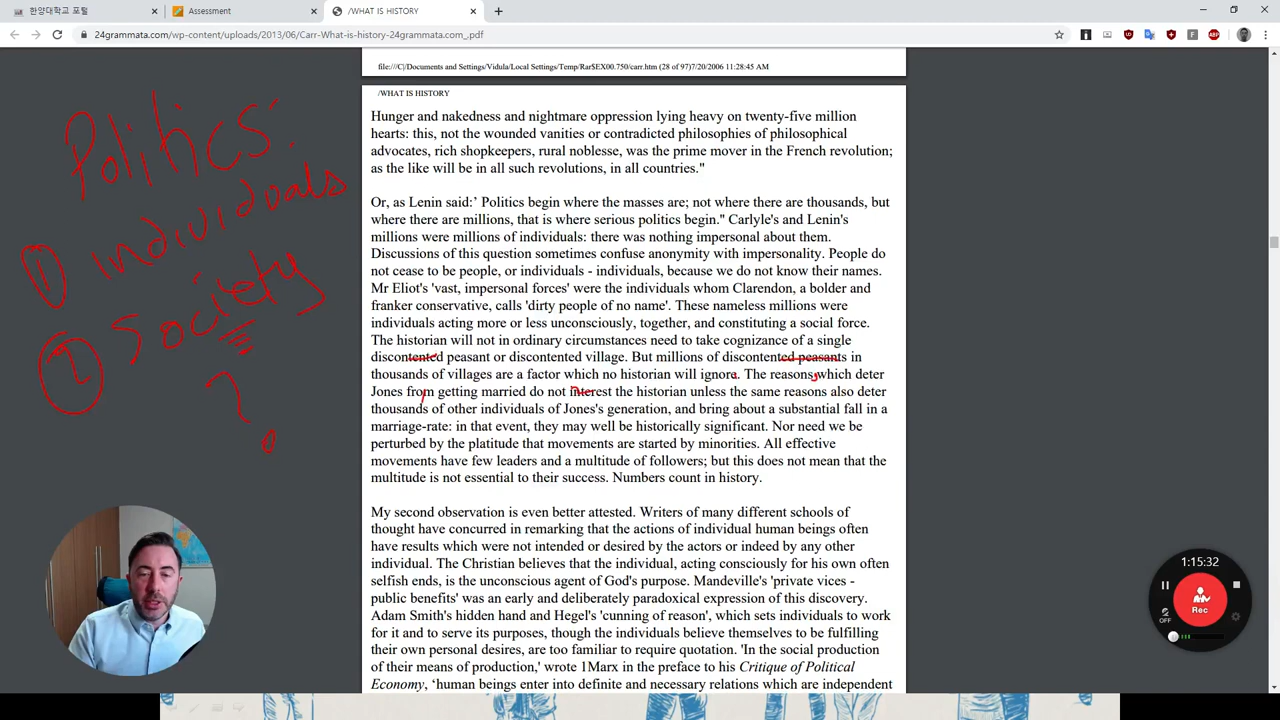 한양대학교 포털
Assessment
/WHAT IS HISTORY
24grammata.com/wp-content/uploads/2013/06/Carr-What-is-history-24grammata.com_.pdf
file:///C|/Documents and Settings/Vidula/Local Settings/Temp/Rar$EX00.750/carr.htm (28 of 97)7/20/2006 11:28:45 AM
/WHAT IS HISTORY
Hunger and nakedness and nightmare oppression lying heavy on twenty-five million
hearts: this, not the wounded vanities or contradicted philosophies of philosophical
advocates, rich shopkeepers, rural noblesse, was the prime mover in the French revolution;
as the like will be in all such revolutions, in all countries."
Or, as Lenin said:' Politics begin where the masses are; not where there are thousands, but
where there are millions, that is where serious politics begin." Carlyle's and Lenin's
millions were millions of individuals: there was nothing impersonal about them.
Discussions of this question sometimes confuse anonymity with impersonality. People do
not cease to be people, or individuals - individuals, because we do not know their names.
Mr Eliot's 'vast, impersonal forces' were the individuals whom Clarendon, a bolder and
franker conservative, calls 'dirty people of no name'. These nameless millions were
individuals acting more or less unconsciously, together, and constituting a social force.
The historian will not in ordinary circumstances need to take cognizance of a single
discontented peasant or discontented village. But millions of discontented peasants in
thousands of villages are a factor which no historian will ignore. The reasons which deter
Jones from getting married do not interest the historian unless the same reasons also deter
thousands of other individuals of Jones's generation, and bring about a substantial fall in a
marriage-rate: in that event, they may well be historically significant. Nor need we be
perturbed by the platitude that movements are started by minorities. All effective
movements have few leaders and a multitude of followers; but this does not mean that the
multitude is not essential to their success. Numbers count in history.
My second observation is even better attested. Writers of many different schools of
thought have concurred in remarking that the actions of individual human beings often
have results which were not intended or desired by the actors or indeed by any other
individual. The Christian believes that the individual, acting consciously for his own often
selfish ends, is the unconscious agent of God's purpose. Mandeville's 'private vices -
public benefits' was an early and deliberately paradoxical expression of this discovery.
Adam Smith's hidden hand and Hegel's 'cunning of reason', which sets individuals to work
for it and to serve its purposes, though the individuals believe themselves to be fulfilling
their own personal desires, are too familiar to require quotation. 'In the social production
of their means of production,' wrote 1Marx in the preface to his Critique of Political
Economy, 'human beings enter into definite and necessary relations which are independent
Politics:
1 individuals
2 society
?
1:15:32
Rec
OFF